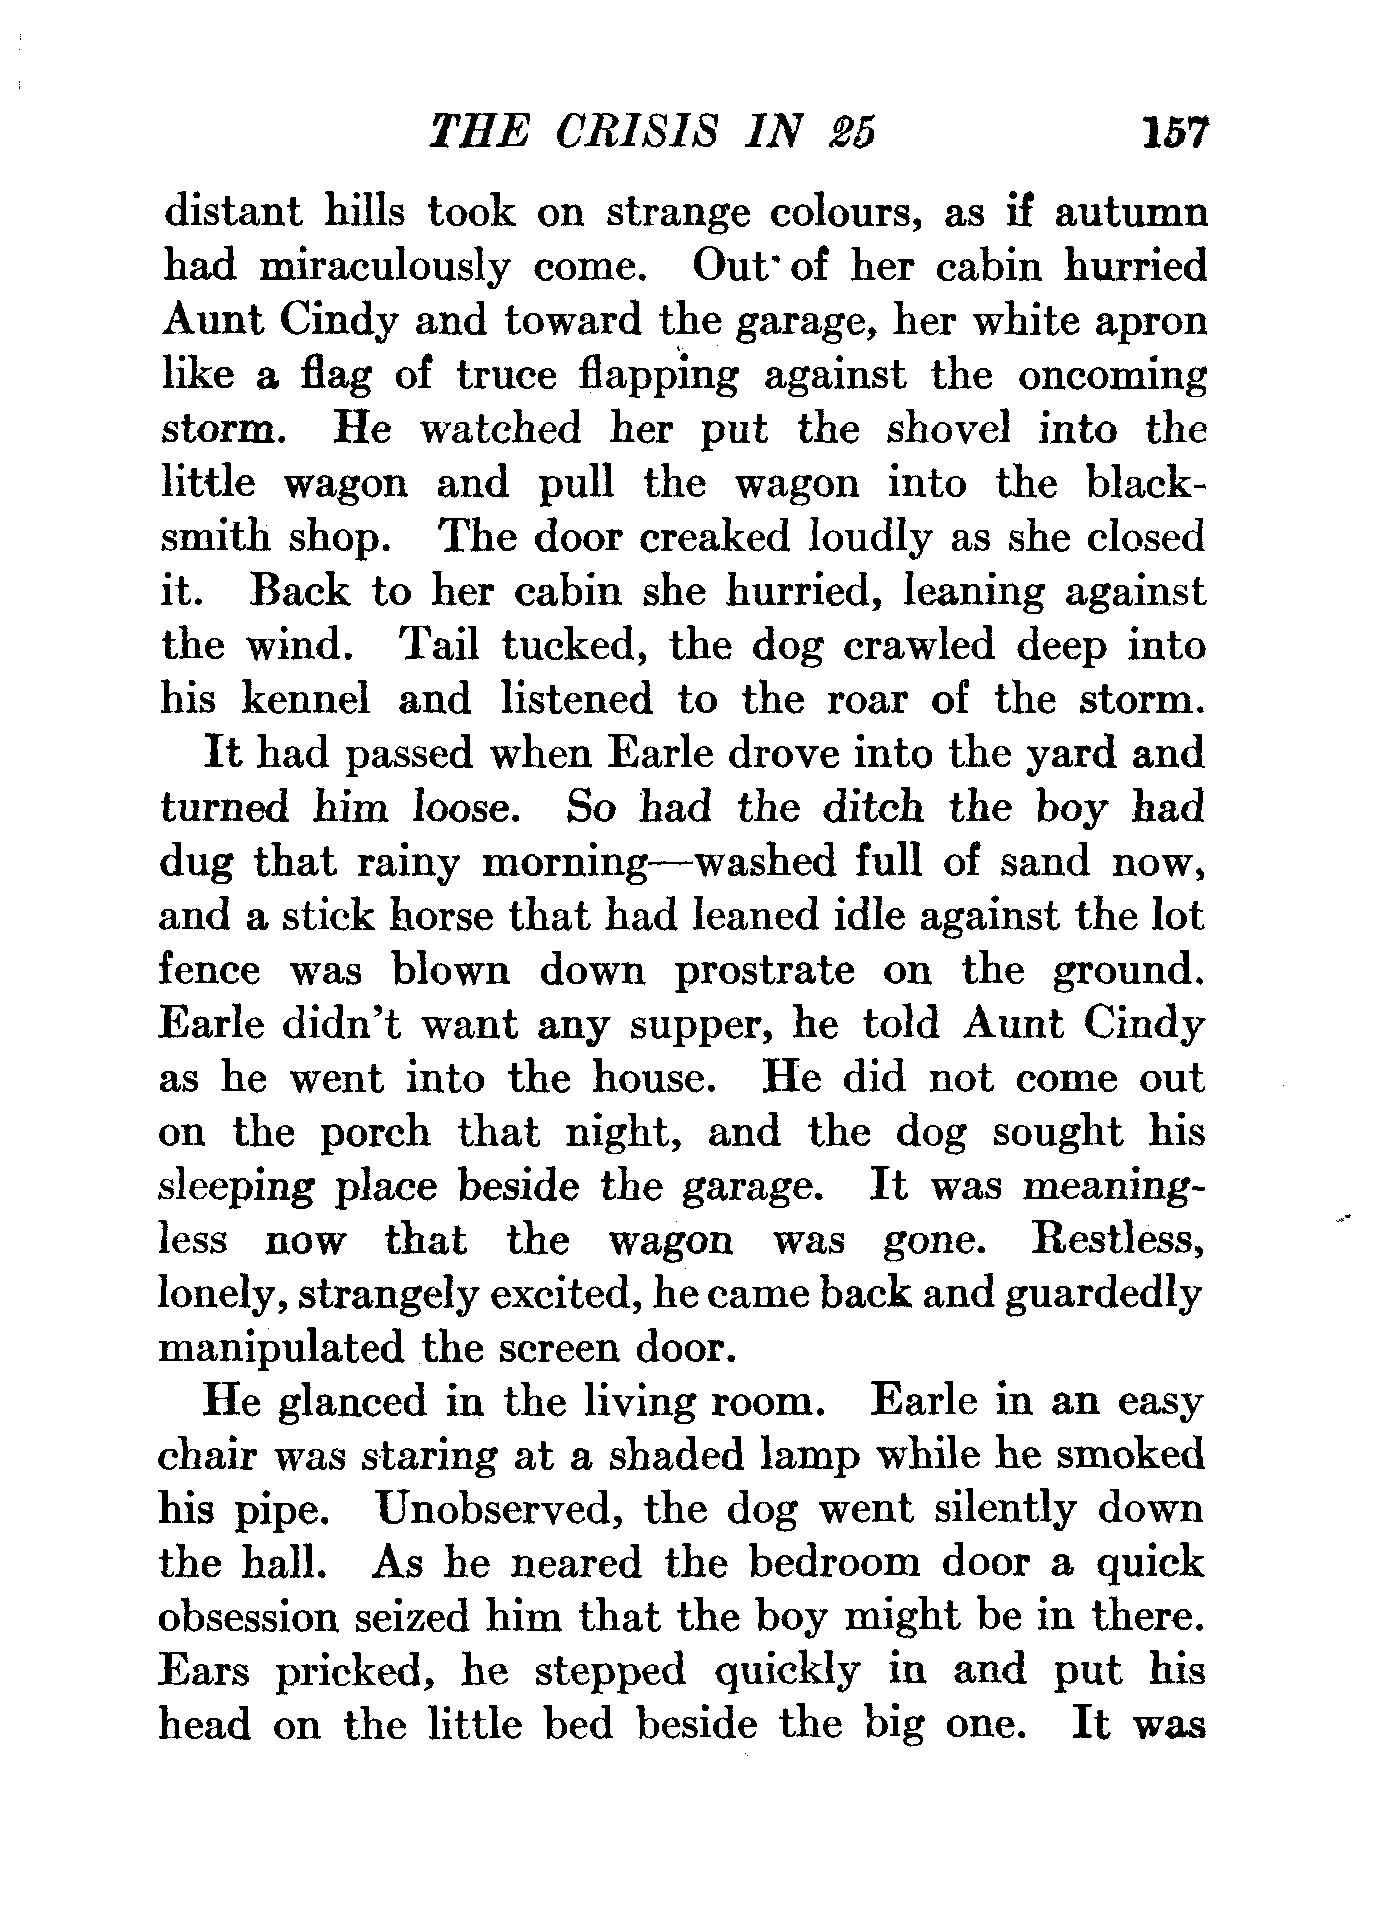 THE CRISIS IN 25 157
distant hills took on strange colours, as if autumn
had miraculously come. Out of her cabin hurried
Aunt Cindy and toward the garage, her white apron
like a flag of truce flapping against the oncoming
storm. He watched her put the shovel into the
little wagon and pull the wagon into the black-
smith shop. The door creaked loudly as she closed
it. Back to her cabin she hurried, leaning against
the wind. Tail tucked, the dog crawled deep into
his kennel and listened to the roar of the storm.
It had passed when Earle drove into the yard and
turned him loose. So had the ditch the boy had
dug that rainy morning—washed full of sand now,
and a stick horse that had leaned idle against the lot
fence was blown down prostrate on the ground.
Earle didn't want any supper, he told Aunt Cindy
as he went into the house. He did not come out
on the porch that night, and the dog sought his
sleeping place beside the garage. It was meaning-
less now that the wagon was gone. Restless,
lonely, strangely excited, he came back and guardedly
manipulated the screen door.
He glanced in the living room. Earle in an easy
chair was staring at a shaded lamp while he smoked
his pipe. Unobserved, the dog went silently down
the hall. As he neared the bedroom door a quick
obsession seized him that the boy might be in there.
Ears pricked, he stepped quickly in and put his
head on the little bed beside the big one. It was